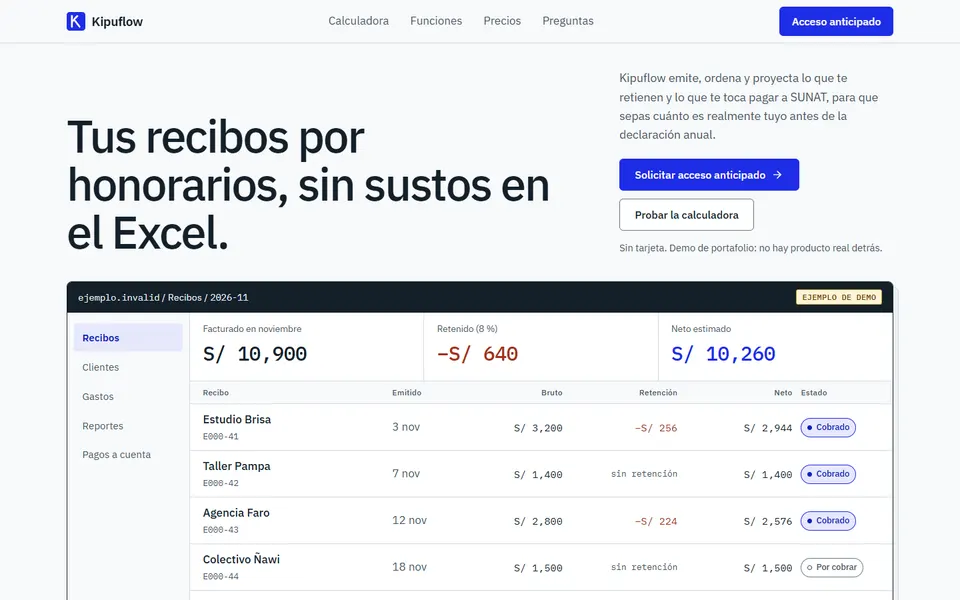 Kipuflow
Calculadora Funciones Precios Preguntas
Acceso anticipado
Tus recibos por
honorarios, sin sustos en
el Excel.
Kipuflow emite, ordena y proyecta lo que te
retienen y lo que te toca pagar a SUNAT, para que
sepas cuánto es realmente tuyo antes de la
declaración anual.
Solicitar acceso anticipado →
Probar la calculadora
Sin tarjeta. Demo de portafolio: no hay producto real detrás.
ejemplo.invalid / Recibos / 2026-11
EJEMPLO DE DEMO
Recibos
Clientes
Gastos
Reportes
Pagos a cuenta
Facturado en noviembre
S/ 10,900
Retenido (8 %)
−S/ 640
Neto estimado
S/ 10,260
Recibo Emitido Bruto Retención Neto Estado
Estudio Brisa 3 nov S/ 3,200 −S/ 256 S/ 2,944 Cobrado
E000-41
Taller Pampa 7 nov S/ 1,400 sin retención S/ 1,400 Cobrado
E000-42
Agencia Faro 12 nov S/ 2,800 −S/ 224 S/ 2,576 Cobrado
E000-43
Colectivo Ñawi 18 nov S/ 1,500 sin retención S/ 1,500 Por cobrar
E000-44